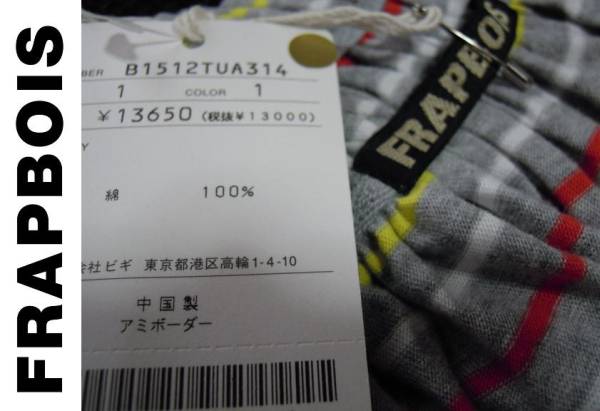 FRAPBOIS
BER B1512TUA314
1 COLOR 1
¥13650 (税抜¥13000)
Y
綿 100%
会社ビギ 東京都港区高輪1-4-10
中国製
アミボーダー
FRAPBOIS